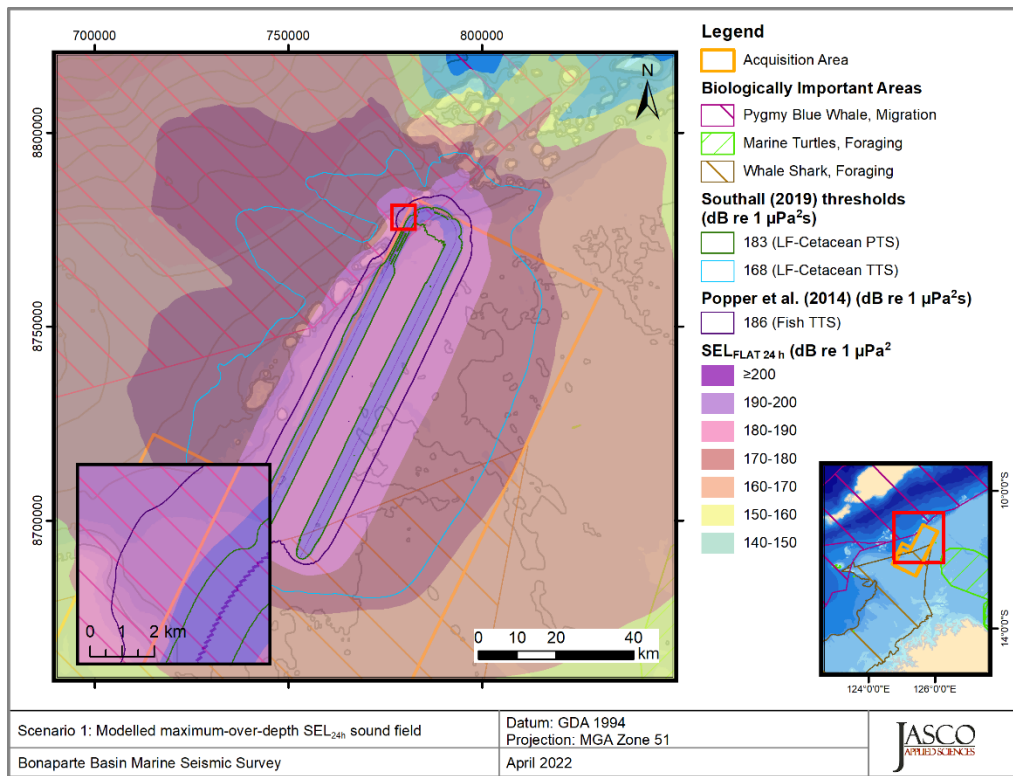 700000
750000
800000
8800000
8750000
8700000
N
0 1 2 km
0 10 20 40
km
Legend
Acquisition Area
Biologically Important Areas
Pygmy Blue Whale, Migration
Marine Turtles, Foraging
Whale Shark, Foraging
Southall (2019) thresholds
(dB re 1 µPa²s)
183 (LF-Cetacean PTS)
168 (LF-Cetacean TTS)
Popper et al. (2014) (dB re 1 µPa²s)
186 (Fish TTS)
SELFLAT 24 h (dB re 1 µPa²
≥200
190-200
180-190
170-180
160-170
150-160
140-150
10°0'0"S
14°0'0"S
124°0'0"E
126°0'0"E
Scenario 1: Modelled maximum-over-depth SEL24h sound field
Datum: GDA 1994
Projection: MGA Zone 51
Bonaparte Basin Marine Seismic Survey
April 2022
JASCO
APPLIED SCIENCES